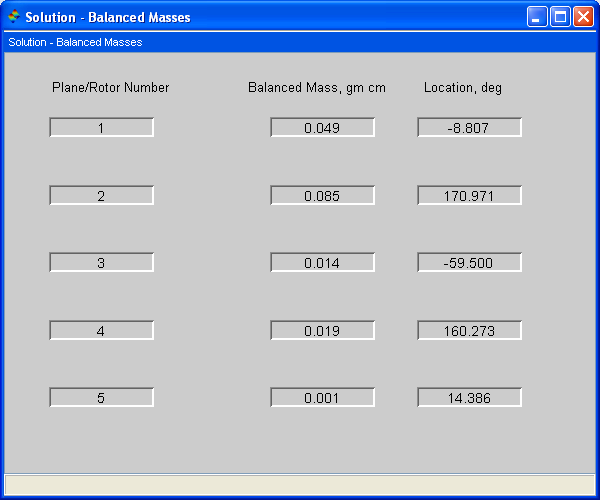 Solution - Balanced Masses
Solution - Balanced Masses
Plane/Rotor Number Balanced Mass, gm cm Location, deg
1 0.049 -8.807
2 0.085 170.971
3 0.014 -59.500
4 0.019 160.273
5 0.001 14.386